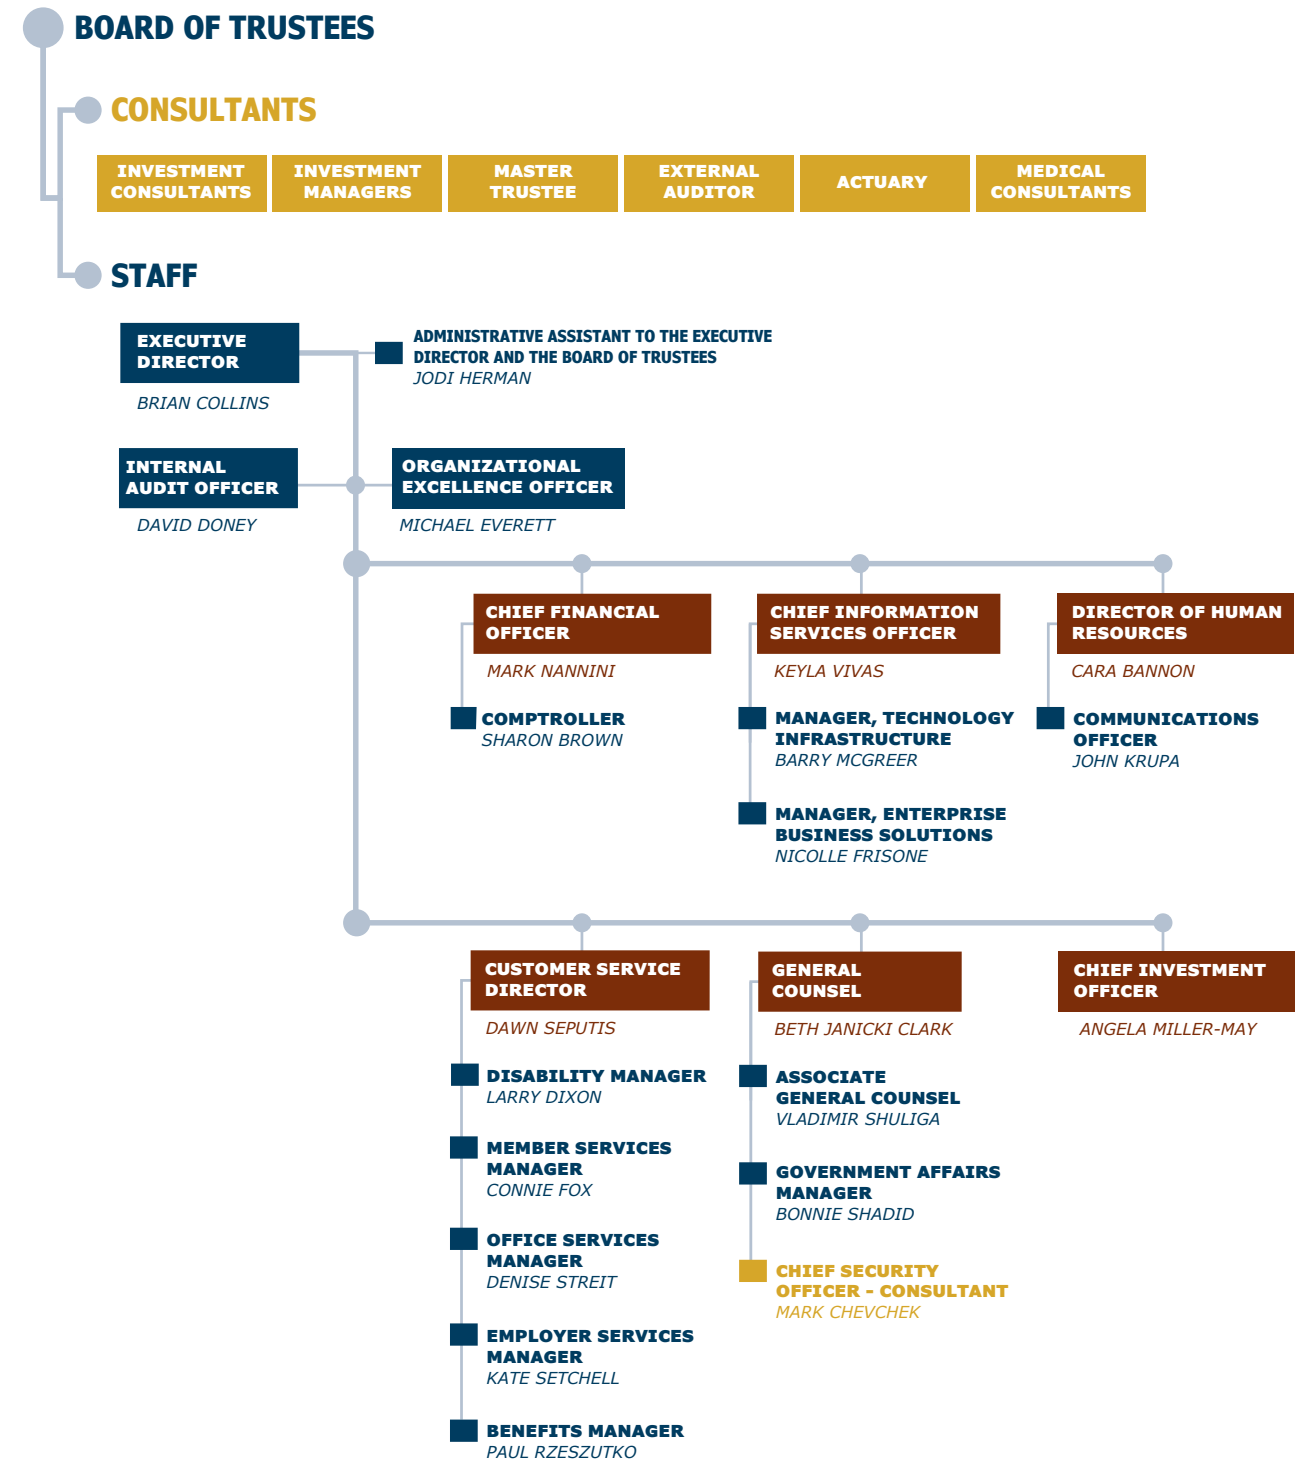 BOARD OF TRUSTEES
CONSULTANTS
INVESTMENT
CONSULTANTS
INVESTMENT
MANAGERS
MASTER
TRUSTEE
EXTERNAL
AUDITOR
ACTUARY
MEDICAL
CONSULTANTS
STAFF
EXECUTIVE
DIRECTOR
BRIAN COLLINS
ADMINISTRATIVE ASSISTANT TO THE EXECUTIVE
DIRECTOR AND THE BOARD OF TRUSTEES
JODI HERMAN
INTERNAL
AUDIT OFFICER
DAVID DONEY
ORGANIZATIONAL
EXCELLENCE OFFICER
MICHAEL EVERETT
CHIEF FINANCIAL
OFFICER
MARK NANNINI
COMPTROLLER
SHARON BROWN
CHIEF INFORMATION
SERVICES OFFICER
KEYLA VIVAS
MANAGER, TECHNOLOGY
INFRASTRUCTURE
BARRY MCGREER
MANAGER, ENTERPRISE
BUSINESS SOLUTIONS
NICOLLE FRISONE
DIRECTOR OF HUMAN
RESOURCES
CARA BANNON
COMMUNICATIONS
OFFICER
JOHN KRUPA
CUSTOMER SERVICE
DIRECTOR
DAWN SEPUTIS
DISABILITY MANAGER
LARRY DIXON
MEMBER SERVICES
MANAGER
CONNIE FOX
OFFICE SERVICES
MANAGER
DENISE STREIT
EMPLOYER SERVICES
MANAGER
KATE SETCHELL
BENEFITS MANAGER
PAUL RZESZUTKO
GENERAL
COUNSEL
BETH JANICKI CLARK
ASSOCIATE
GENERAL COUNSEL
VLADIMIR SHULIGA
GOVERNMENT AFFAIRS
MANAGER
BONNIE SHADID
CHIEF SECURITY
OFFICER - CONSULTANT
MARK CHEVCHEK
CHIEF INVESTMENT
OFFICER
ANGELA MILLER-MAY